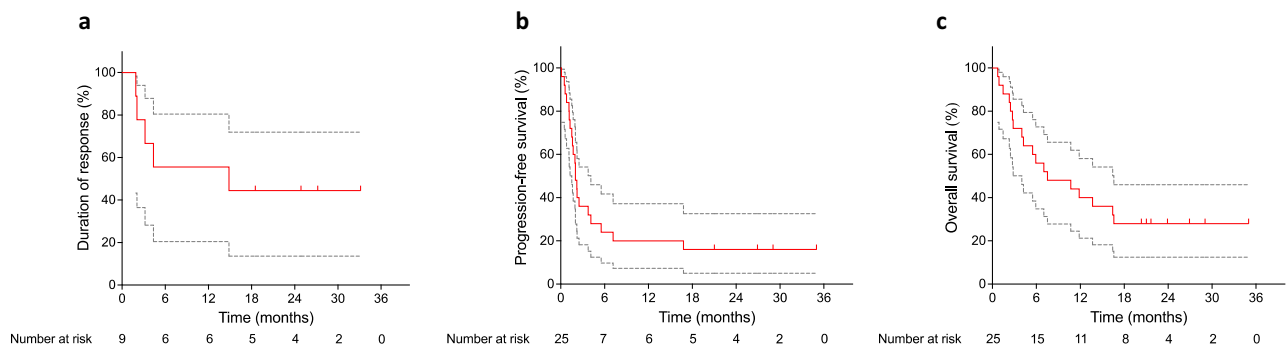 a
Duration of response (%)
100
80
60
40
20
0
0 6 12 18 24 30 36
Time (months)
Number at risk 9 6 6 5 4 2 0
b
Progression-free survival (%)
100
80
60
40
20
0
0 6 12 18 24 30 36
Time (months)
Number at risk 25 7 6 5 4 2 0
c
Overall survival (%)
100
80
60
40
20
0
0 6 12 18 24 30 36
Time (months)
Number at risk 25 15 11 8 4 2 0